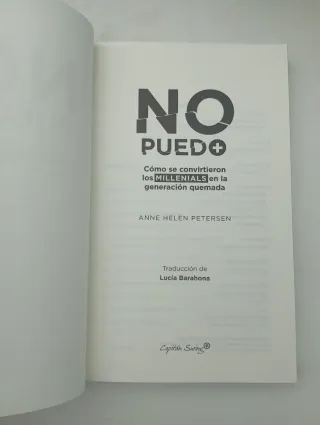 NO
PUEDO+
Cómo se convirtieron
los MILLENIALS en la
generación quemada
ANNE HELEN PETERSEN
Traducción de
Lucía Barahona
Capitán Swing